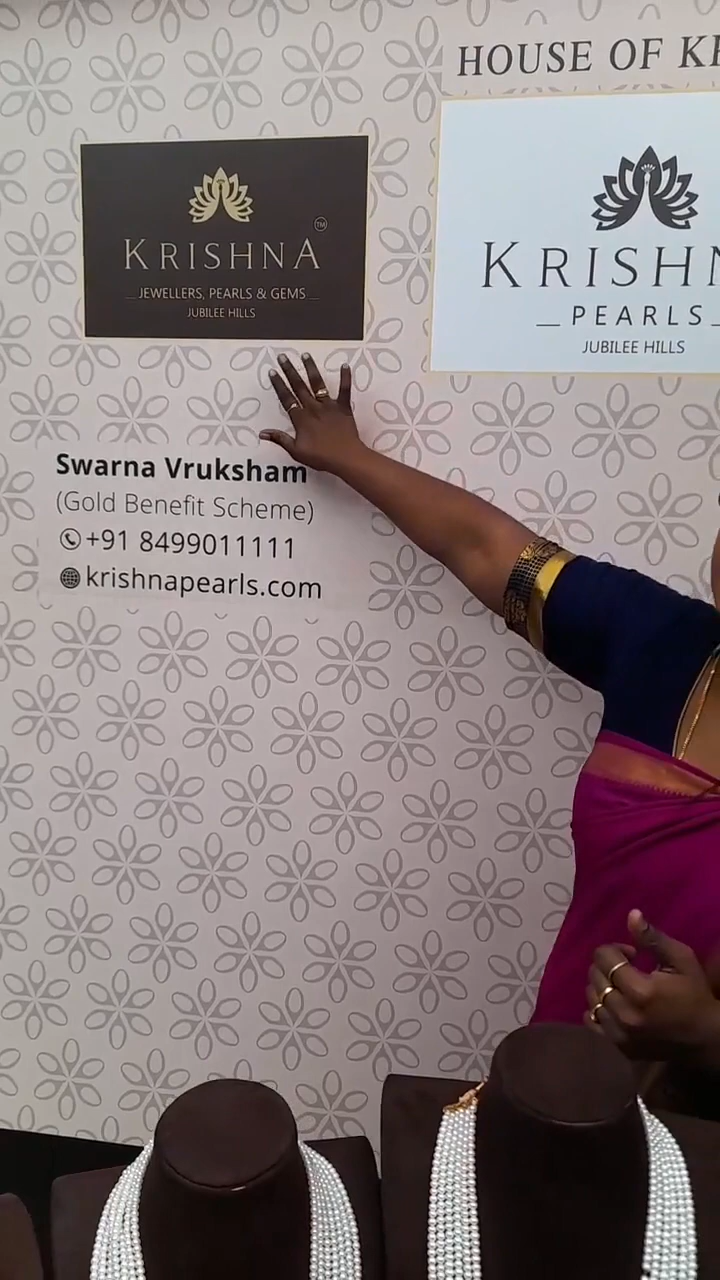 HOUSE OF
KRISHNA
TM
JEWELLERS, PEARLS & GEMS
JUBILEE HILLS
KRISHN
PEARLS
JUBILEE HILLS
Swarna Vruksham
(Gold Benefit Scheme)
+91 8499011111
krishnapearls.com